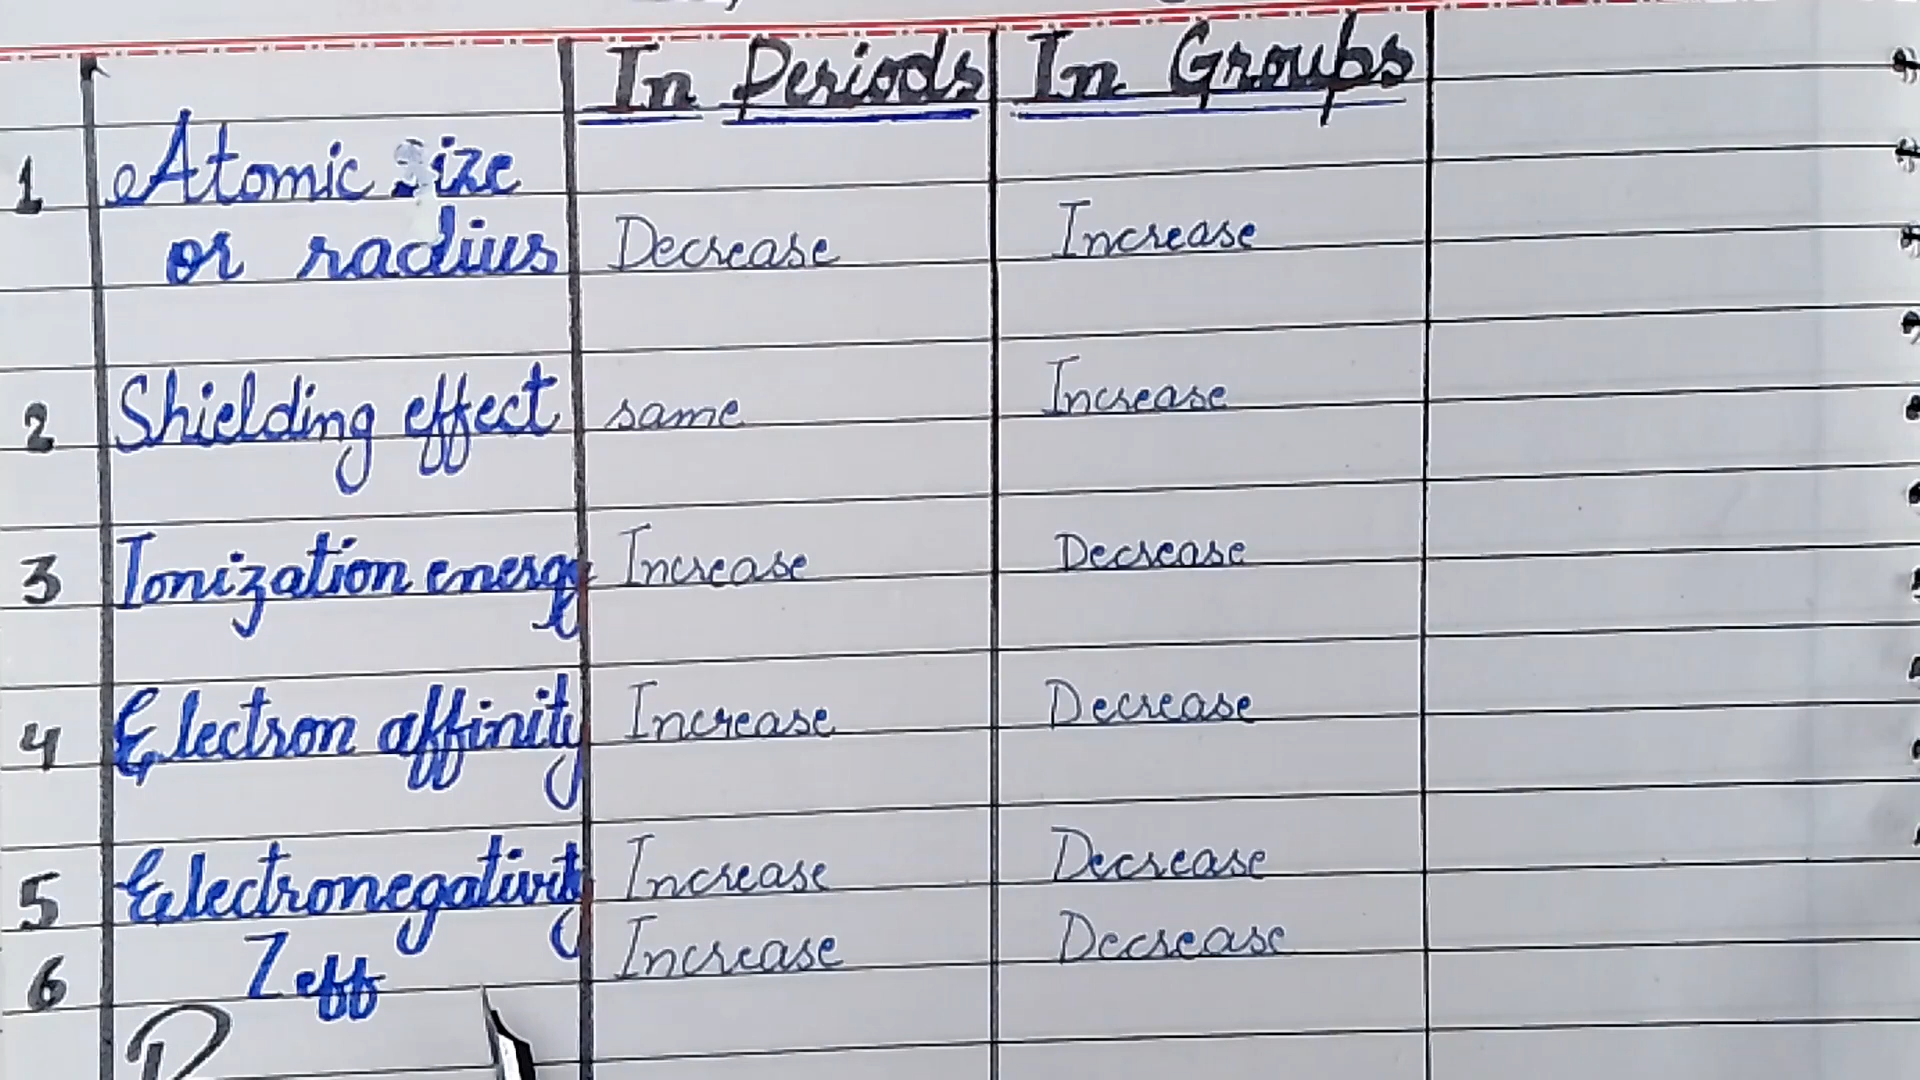 In Periods In Groups
1 Atomic size
or radius Decrease Increase
2 Shielding effect same Increase
3 Ionization energy Increase Decrease
4 Electron affinity Increase Decrease
5 Electronegativity Increase Decrease
6 Zeff Increase Decrease